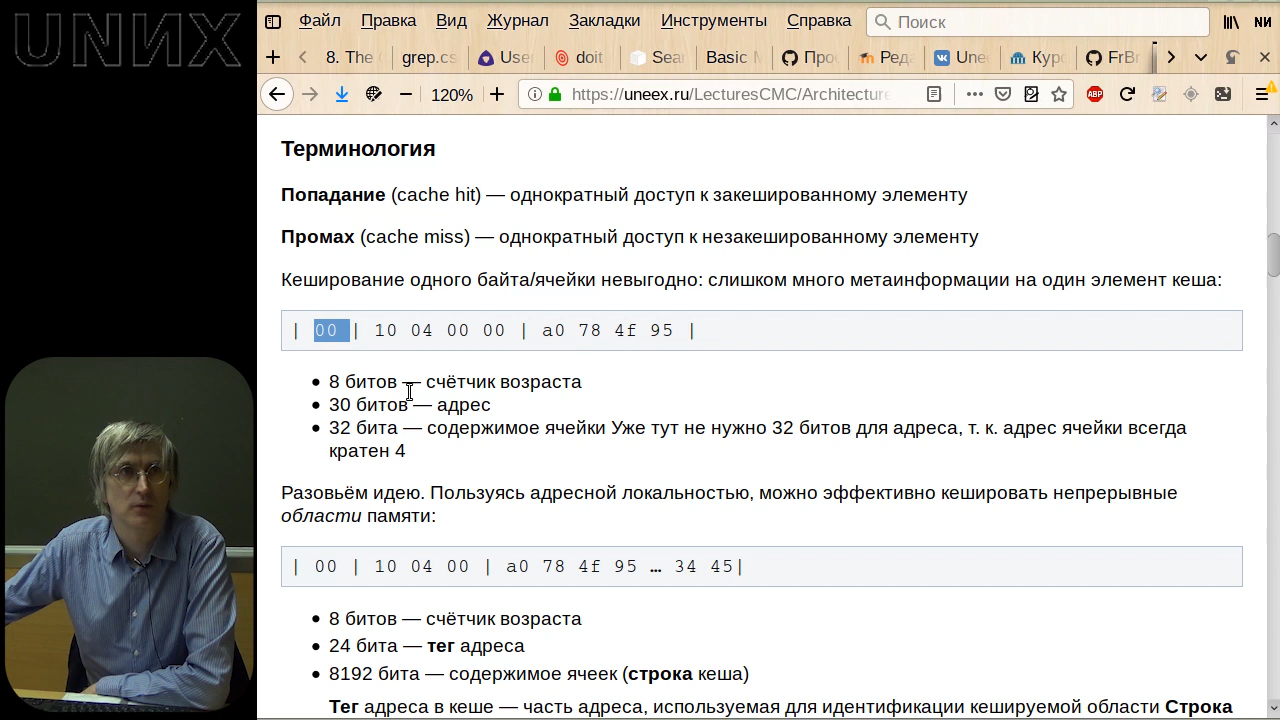 UNИX
Файл Правка Вид Журнал Закладки Инструменты Справка Поиск
8. The grep.cs User doit Sear Basic M Про Реда Unee Курс FrBr
120% https://uneex.ru/LecturesCMC/Architecture ABP
Терминология
Попадание (cache hit) — однократный доступ к закешированному элементу
Промах (cache miss) — однократный доступ к незакешированному элементу
Кеширование одного байта/ячейки невыгодно: слишком много метаинформации на один элемент кеша:
| 00 | 10 04 00 00 | a0 78 4f 95 |
• 8 битов — счётчик возраста
• 30 битов — адрес
• 32 бита — содержимое ячейки Уже тут не нужно 32 битов для адреса, т. к. адрес ячейки всегда
кратен 4
Разовьём идею. Пользуясь адресной локальностью, можно эффективно кешировать непрерывные
области памяти:
| 00 | 10 04 00 | a0 78 4f 95 … 34 45|
• 8 битов — счётчик возраста
• 24 бита — тег адреса
• 8192 бита — содержимое ячеек (строка кеша)
Тег адреса в кеше — часть адреса, используемая для идентификации кешируемой области Строка